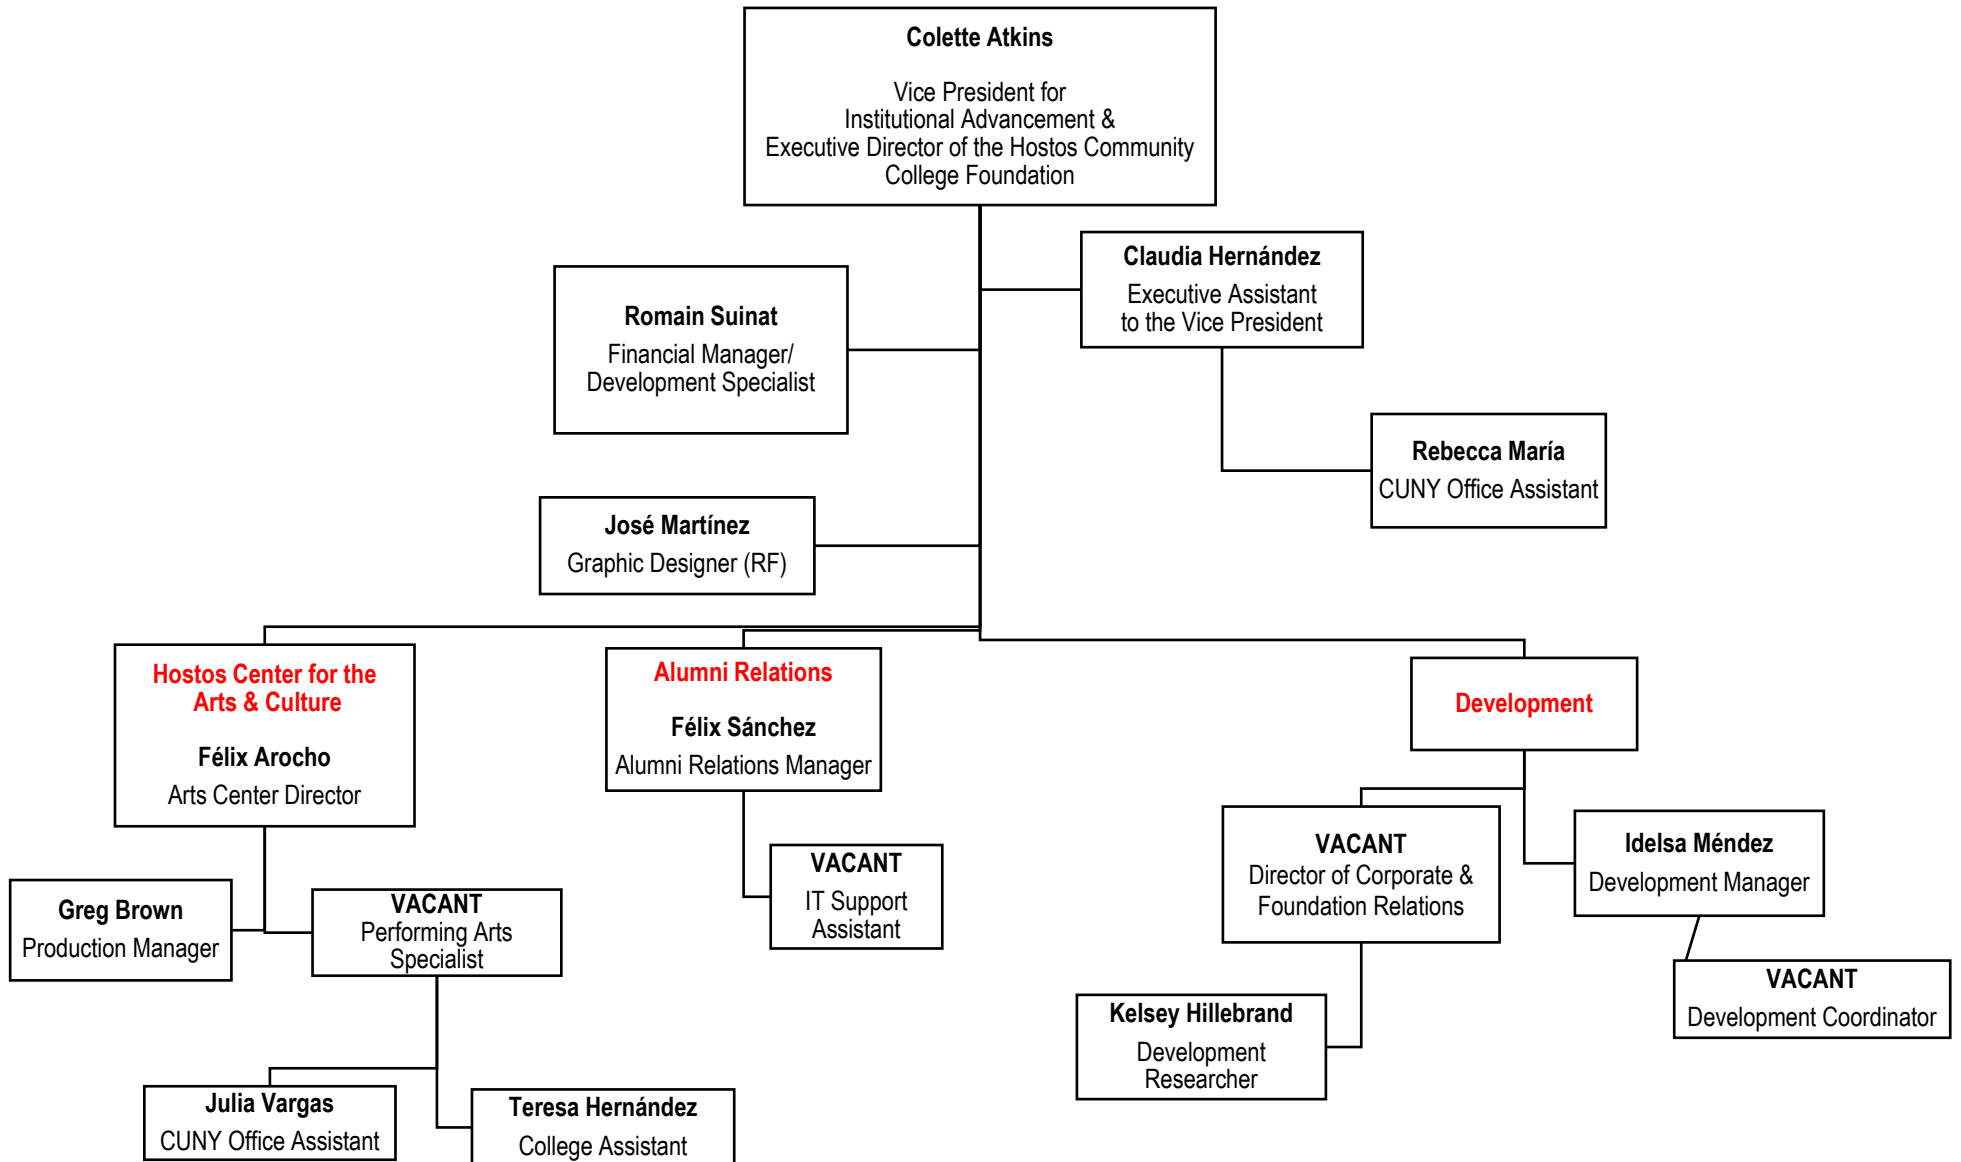 Colette Atkins
Vice President for
Institutional Advancement &
Executive Director of the Hostos Community
College Foundation
Claudia Hernández
Executive Assistant
to the Vice President
Romain Suinat
Financial Manager/
Development Specialist
Rebecca María
CUNY Office Assistant
José Martínez
Graphic Designer (RF)
Hostos Center for the
Arts & Culture
Félix Arocho
Arts Center Director
Alumni Relations
Félix Sánchez
Alumni Relations Manager
Development
VACANT
Director of Corporate &
Foundation Relations
Idelsa Méndez
Development Manager
VACANT
IT Support
Assistant
Greg Brown
Production Manager
VACANT
Performing Arts
Specialist
VACANT
Development Coordinator
Kelsey Hillebrand
Development
Researcher
Julia Vargas
CUNY Office Assistant
Teresa Hernández
College Assistant